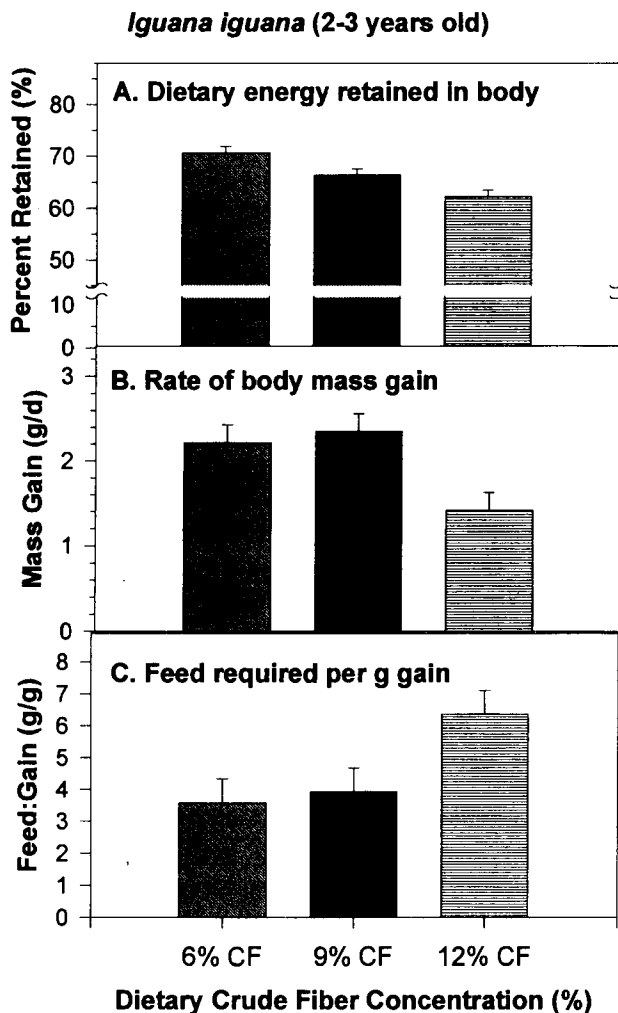 Iguana iguana (2-3 years old)
A. Dietary energy retained in body
Percent Retained (%)
80
70
60
50
10
0
B. Rate of body mass gain
Mass Gain (g/d)
3
2
1
0
C. Feed required per g gain
Feed:Gain (g/g)
8
7
6
5
4
3
2
1
0
6% CF 9% CF 12% CF
Dietary Crude Fiber Concentration (%)